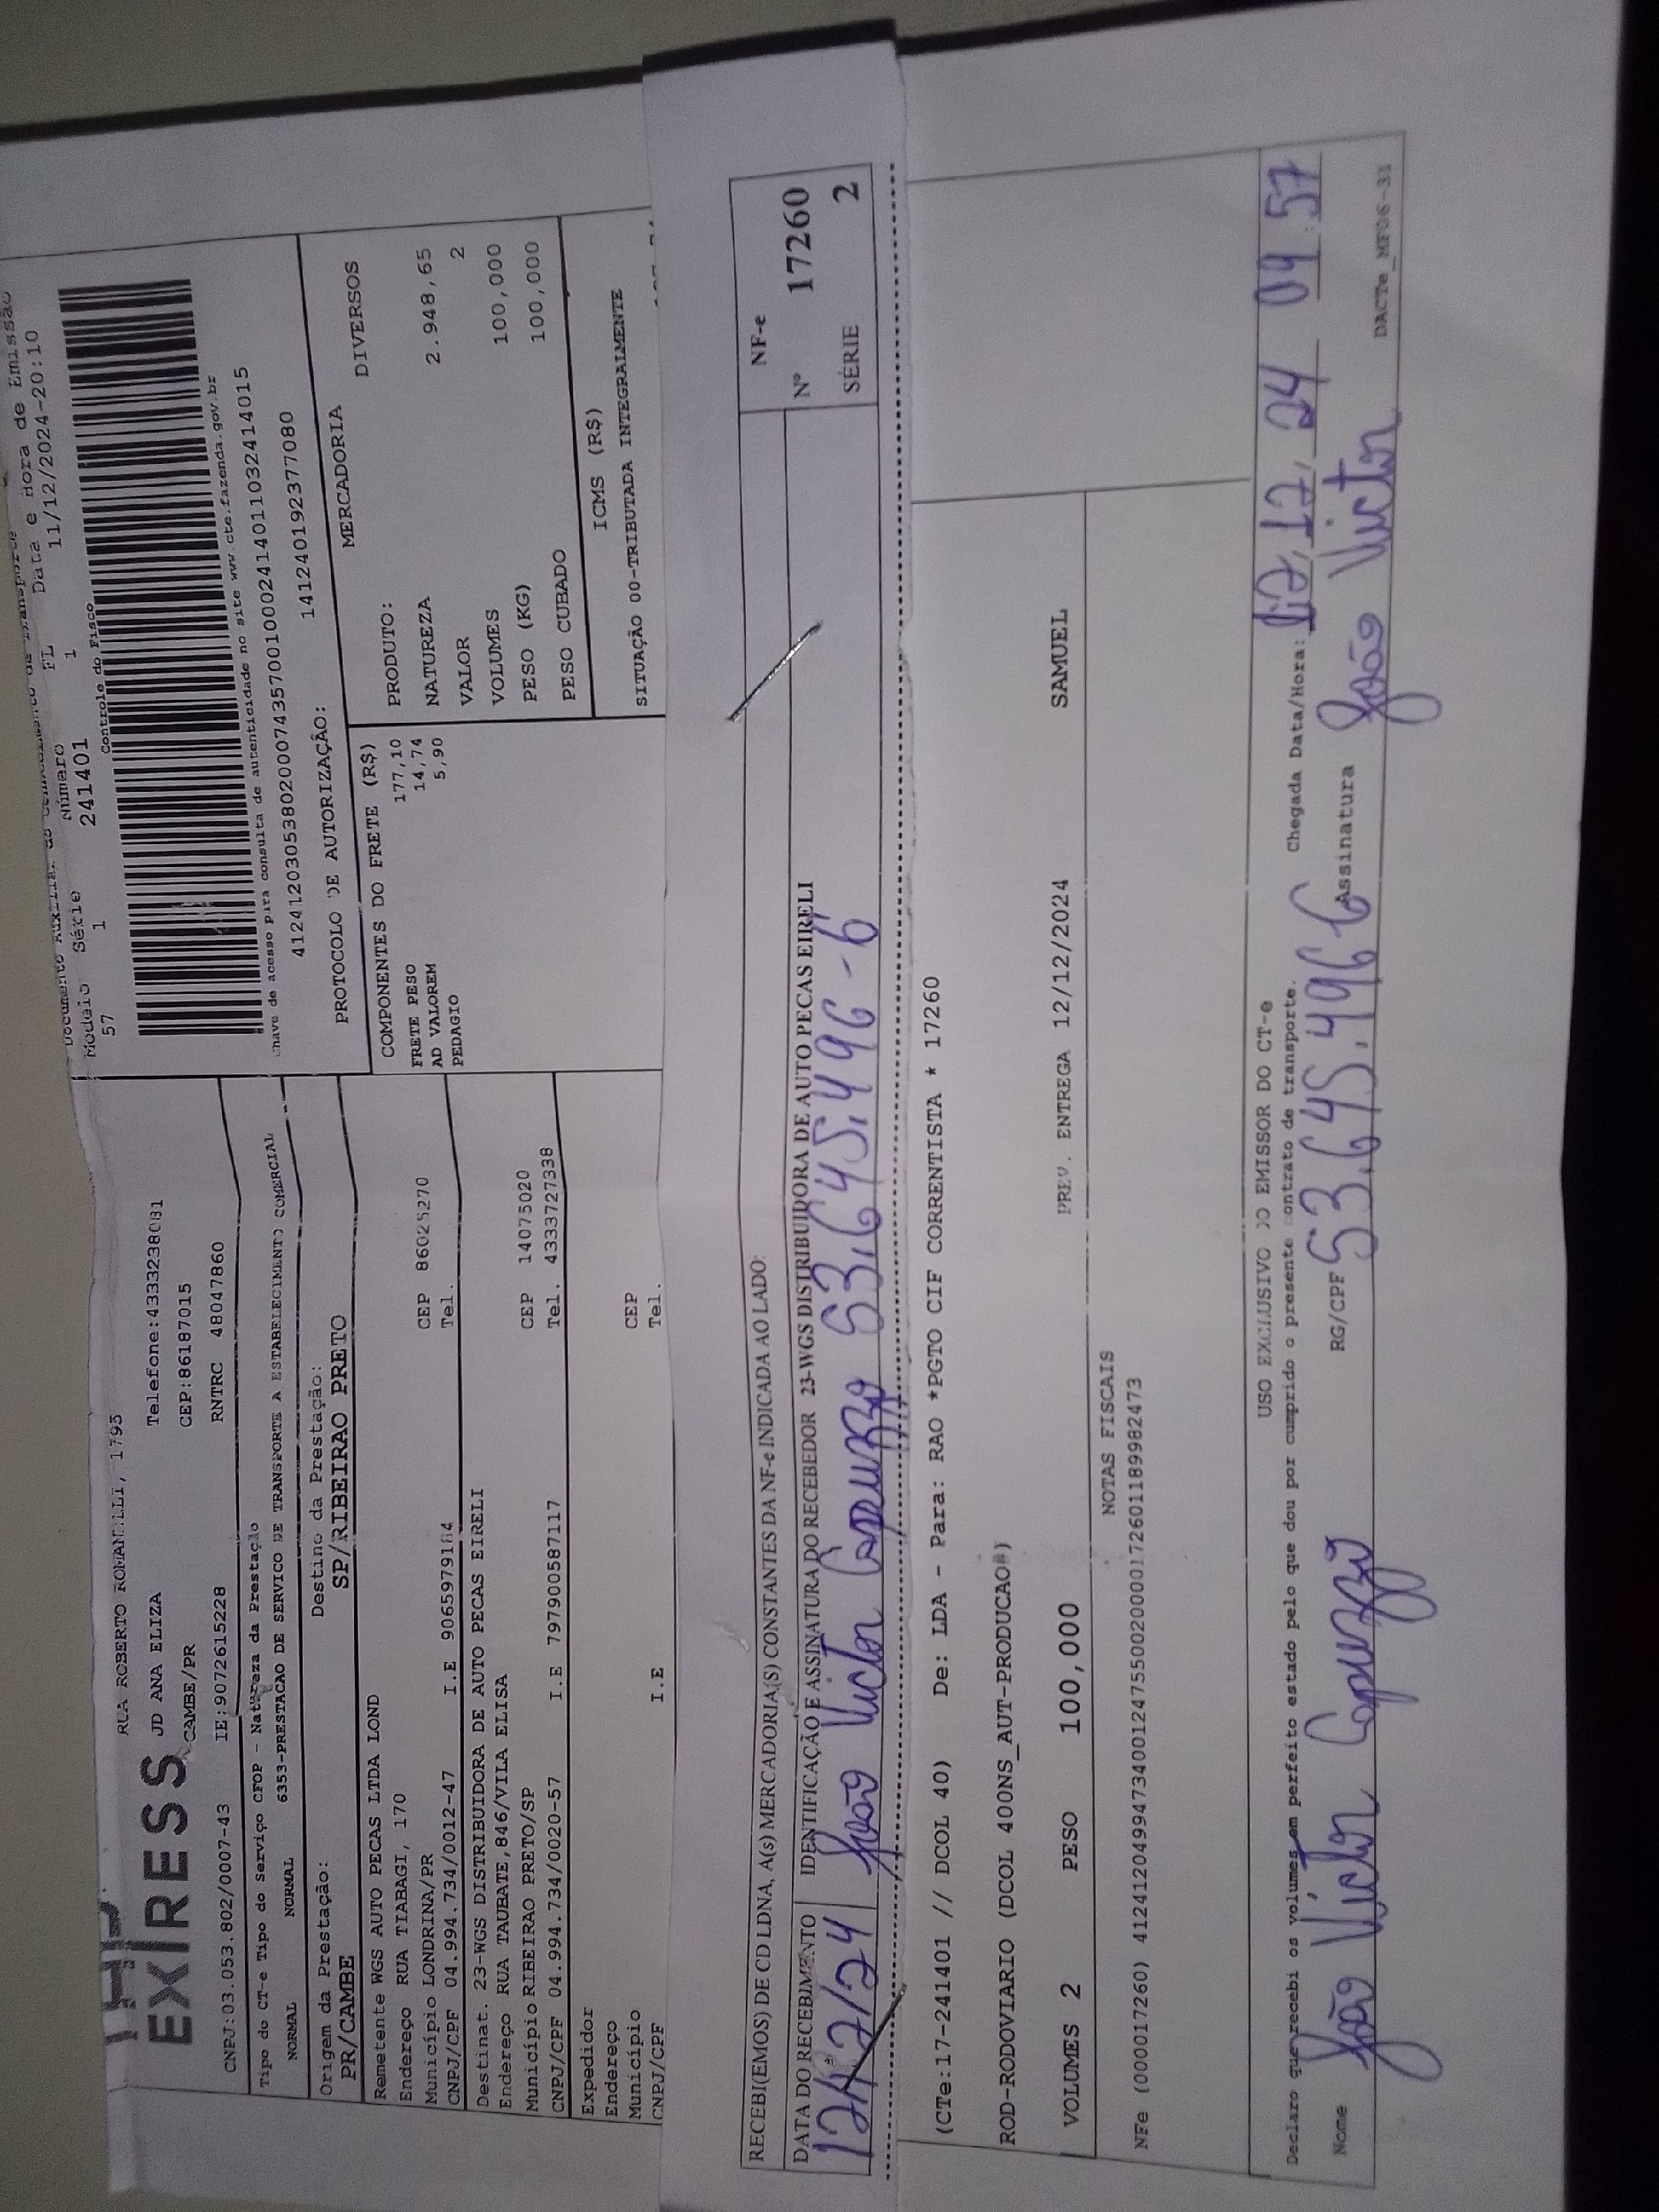 Documento Auxiliar do Conhecimento de Transporte
Modelo Série Número FL Data e Hora de Emissão
57 1 241401 1 11/12/2024-20:10
Controle do Fisco
EXPRESS
RUA ROBERTO ROMANELLI, 1795
JD ANA ELIZA Telefone:4333238081
CAMBE/PR CEP:86187015
CNPJ:03.053.802/0007-43 IE:9072615228 RNTRC 48047860
Chave de acesso para consulta de autenticidade no site www.cte.fazenda.gov.br
41241203053802000743570010002414011032414015
PROTOCOLO DE AUTORIZAÇÃO: 141240192377080
Tipo do CT-e Tipo do Serviço CFOP - Natureza da Prestação
NORMAL NORMAL 6353-PRESTACAO DE SERVICO DE TRANSPORTE A ESTABELECIMENTO COMERCIAL
Origem da Prestação: Destino da Prestação:
PR/CAMBE SP/RIBEIRAO PRETO
Remetente WGS AUTO PECAS LTDA LOND
Endereço RUA TIABAGI, 170
Município LONDRINA/PR CEP 86025270
CNPJ/CPF 04.994.734/0012-47 I.E 9065979184 Tel.
Destinat. 23-WGS DISTRIBUIDORA DE AUTO PECAS EIRELI
Endereço RUA TAUBATE,846/VILA ELISA
Município RIBEIRAO PRETO/SP CEP 14075020
CNPJ/CPF 04.994.734/0020-57 I.E 797900587117 Tel. 4333727338
Expedidor
Endereço
Município CEP
CNPJ/CPF I.E Tel.
COMPONENTES DO FRETE (R$)
FRETE PESO 177,10
AD VALOREM 14,74
PEDAGIO 5,90
MERCADORIA
PRODUTO: DIVERSOS
NATUREZA
VALOR 2.948,65
VOLUMES 2
PESO (KG) 100,000
PESO CUBADO 100,000
ICMS (R$)
SITUAÇÃO 00-TRIBUTADA INTEGRALMENTE
RECEBI(EMOS) DE CD LDNA, A(S) MERCADORIA(S) CONSTANTES DA NF-e INDICADA AO LADO:
DATA DO RECEBIMENTO IDENTIFICAÇÃO E ASSINATURA DO RECEBEDOR 23-WGS DISTRIBUIDORA DE AUTO PECAS EIRELI
12/12/24 João Victor Capuzzo 53.645.496-6
NF-e
Nº 17260
SÉRIE 2
(CTe:17-241401 // DCOL 40) De: LDA - Para: RAO *PGTO CIF CORRENTISTA * 17260
ROD-RODOVIARIO (DCOL 400NS_AUT-PRODUCAO#)
VOLUMES 2 PESO 100,000 PREV. ENTREGA 12/12/2024 SAMUEL
NOTAS FISCAIS
NFe (000017260) 41241204994734001247550020000172601189982473
USO EXCLUSIVO DO EMISSOR DO CT-e
Declaro que recebi os volumes em perfeito estado pelo que dou por cumprido o presente contrato de transporte. Chegada Data/Hora: 12/12/24 09:57
Nome João Victor Capuzzo RG/CPF 53.645.496 6 Assinatura João Victor
DACTe_MF06-31